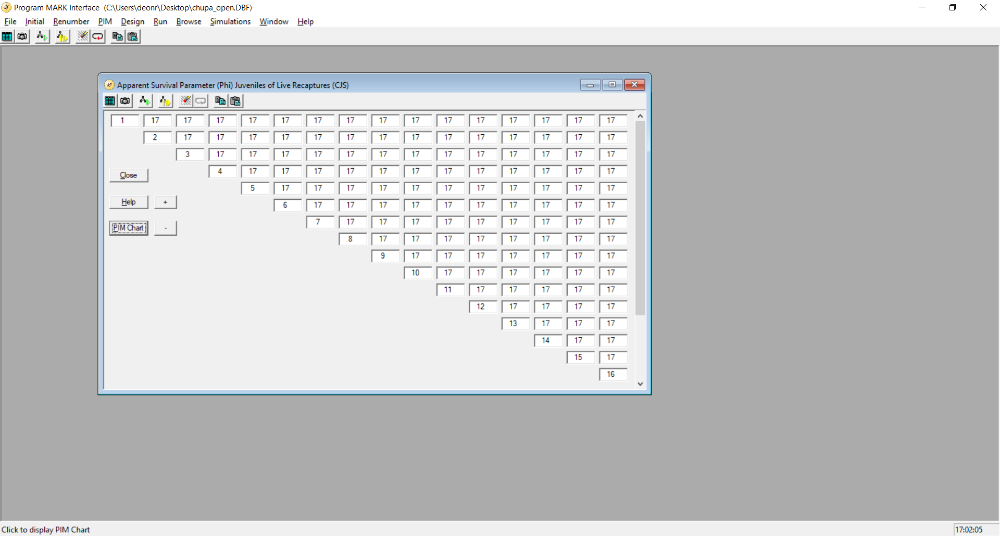 Program MARK Interface (C:\Users\deonr\Desktop\chupa_open.DBF)
File Initial Renumber PIM Design Run Browse Simulations Window Help
Apparent Survival Parameter (Phi) Juveniles of Live Recaptures (CJS)
1 17 17 17 17 17 17 17 17 17 17 17 17 17 17 17
2 17 17 17 17 17 17 17 17 17 17 17 17 17 17
3 17 17 17 17 17 17 17 17 17 17 17 17 17
Close 4 17 17 17 17 17 17 17 17 17 17 17 17
5 17 17 17 17 17 17 17 17 17 17 17
Help + 6 17 17 17 17 17 17 17 17 17 17
7 17 17 17 17 17 17 17 17 17
PIM Chart -
8 17 17 17 17 17 17 17 17
9 17 17 17 17 17 17 17
10 17 17 17 17 17 17
11 17 17 17 17 17
12 17 17 17 17
13 17 17 17
14 17 17
15 17
16
Click to display PIM Chart 17:02:05